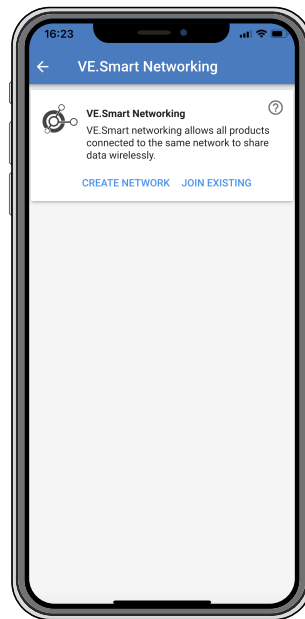 16:23
VE.Smart Networking
VE.Smart Networking
VE.Smart networking allows all products
connected to the same network to share
data wirelessly.
CREATE NETWORK JOIN EXISTING